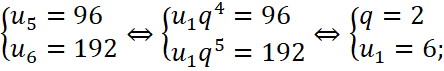 {u₅ = 96 ⇔ {u₁q⁴ = 96 ⇔ {q = 2
{u₆ = 192 ⇔ {u₁q⁵ = 192 ⇔ {u₁ = 6;